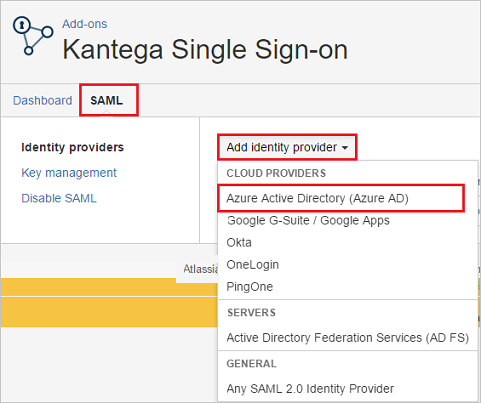 Add-ons
Kantega Single Sign-on
Dashboard SAML
Identity providers
Key management
Disable SAML
Add identity provider
CLOUD PROVIDERS
Azure Active Directory (Azure AD)
Google G-Suite / Google Apps
Okta
OneLogin
PingOne
SERVERS
Active Directory Federation Services (AD FS)
GENERAL
Any SAML 2.0 Identity Provider